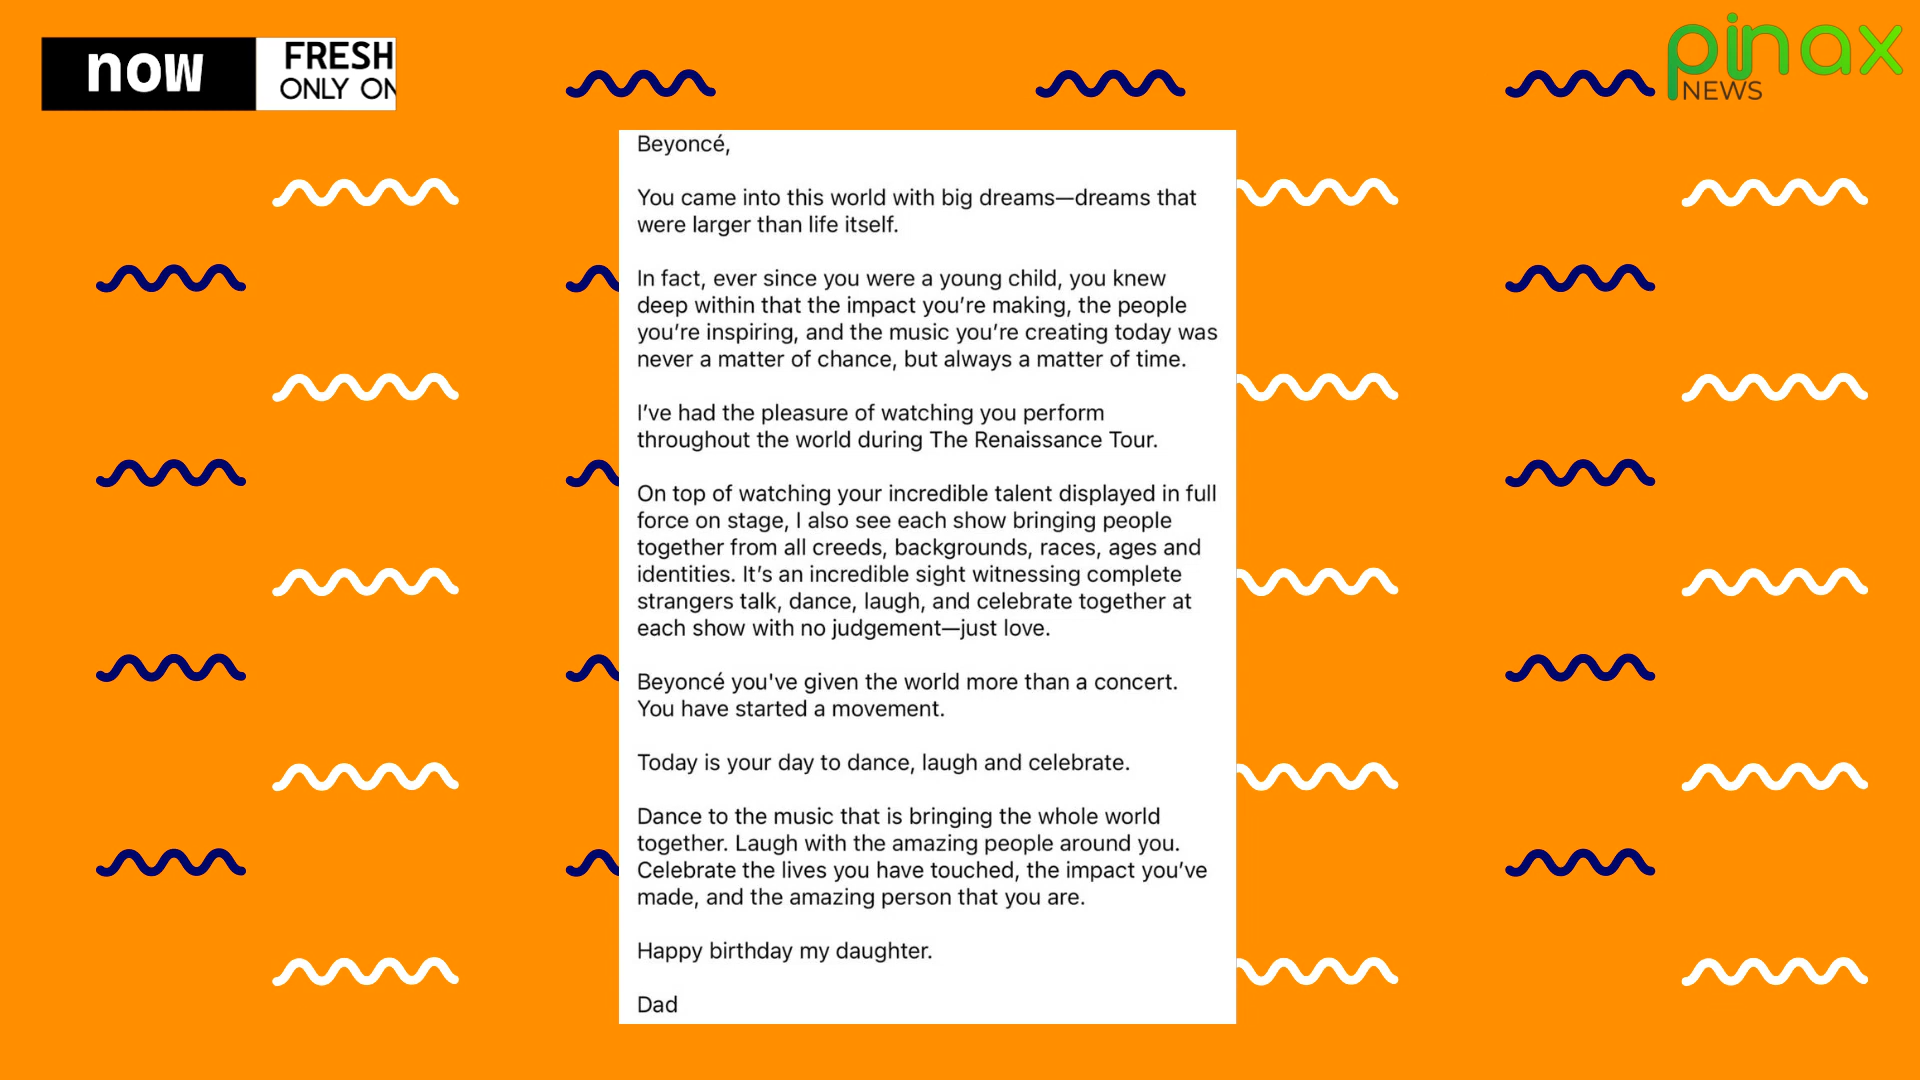 now
FRESH
ONLY ON
pinax
NEWS
Beyoncé,
You came into this world with big dreams—dreams that
were larger than life itself.
In fact, ever since you were a young child, you knew
deep within that the impact you’re making, the people
you’re inspiring, and the music you’re creating today was
never a matter of chance, but always a matter of time.
I’ve had the pleasure of watching you perform
throughout the world during The Renaissance Tour.
On top of watching your incredible talent displayed in full
force on stage, I also see each show bringing people
together from all creeds, backgrounds, races, ages and
identities. It’s an incredible sight witnessing complete
strangers talk, dance, laugh, and celebrate together at
each show with no judgement—just love.
Beyoncé you've given the world more than a concert.
You have started a movement.
Today is your day to dance, laugh and celebrate.
Dance to the music that is bringing the whole world
together. Laugh with the amazing people around you.
Celebrate the lives you have touched, the impact you’ve
made, and the amazing person that you are.
Happy birthday my daughter.
Dad